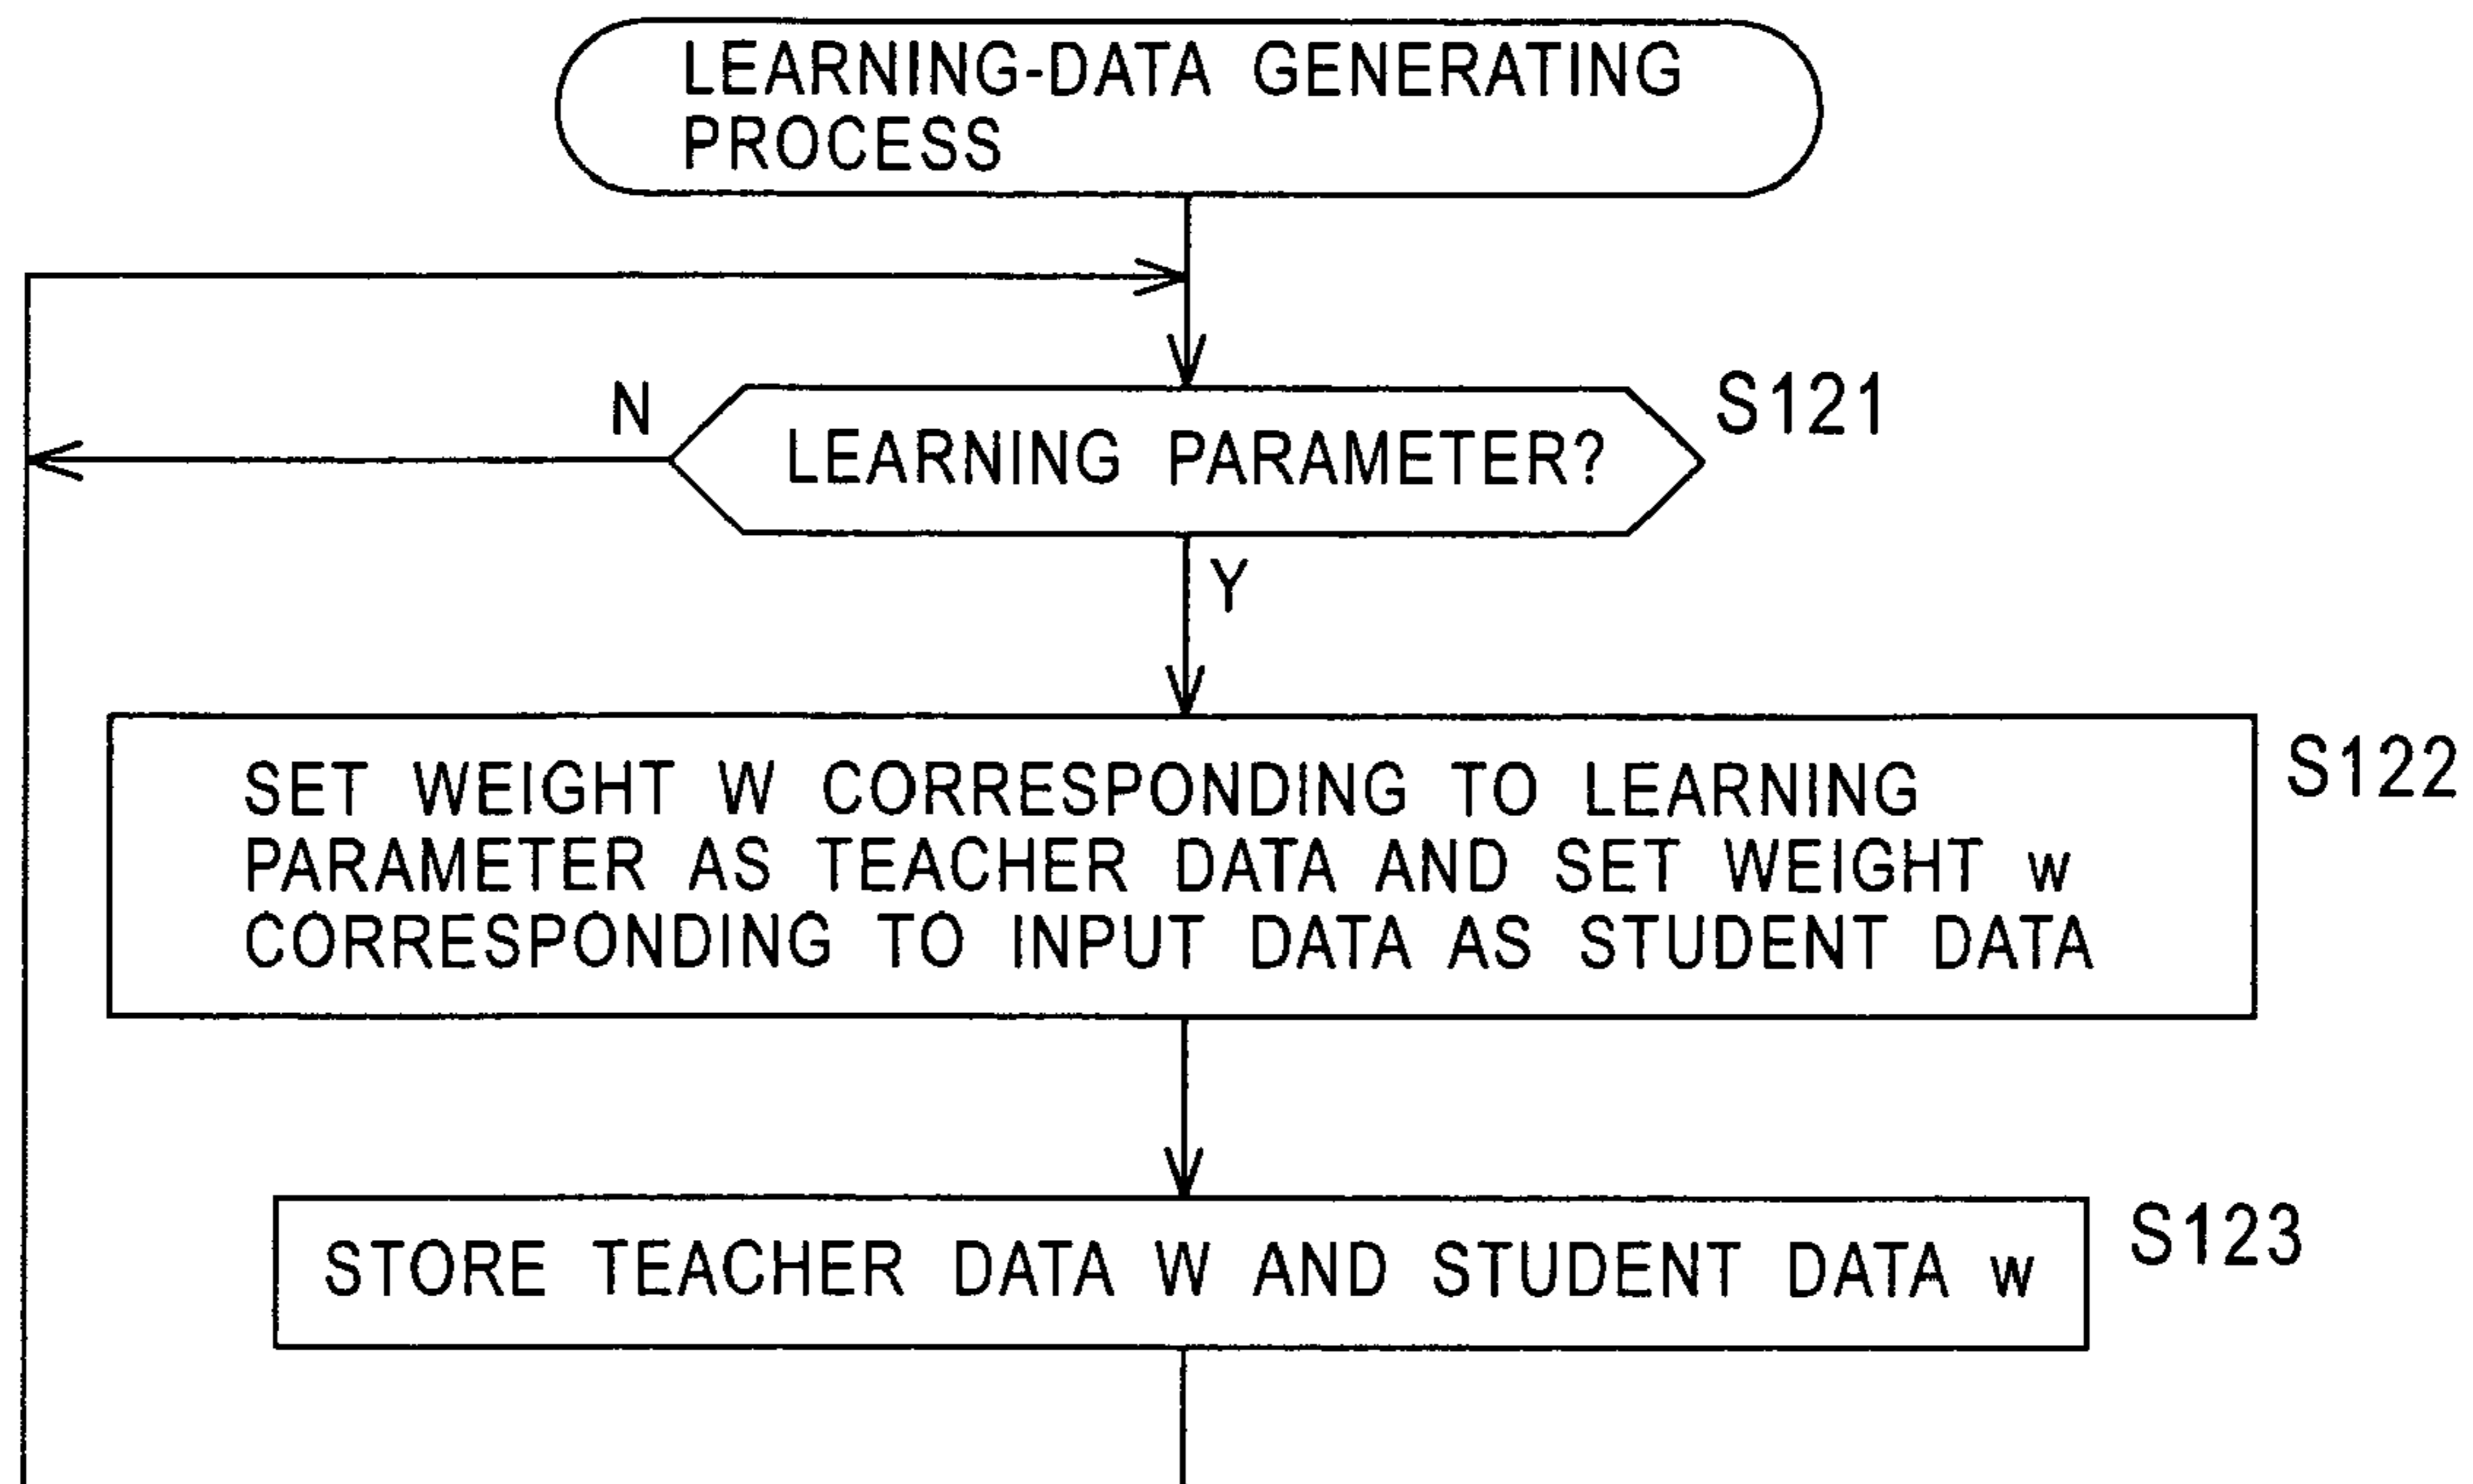 LEARNING-DATA GENERATING
PROCESS
N
S121
LEARNING PARAMETER?
Y
S122
SET WEIGHT W CORRESPONDING TO LEARNING
PARAMETER AS TEACHER DATA AND SET WEIGHT w
CORRESPONDING TO INPUT DATA AS STUDENT DATA
S123
STORE TEACHER DATA W AND STUDENT DATA w